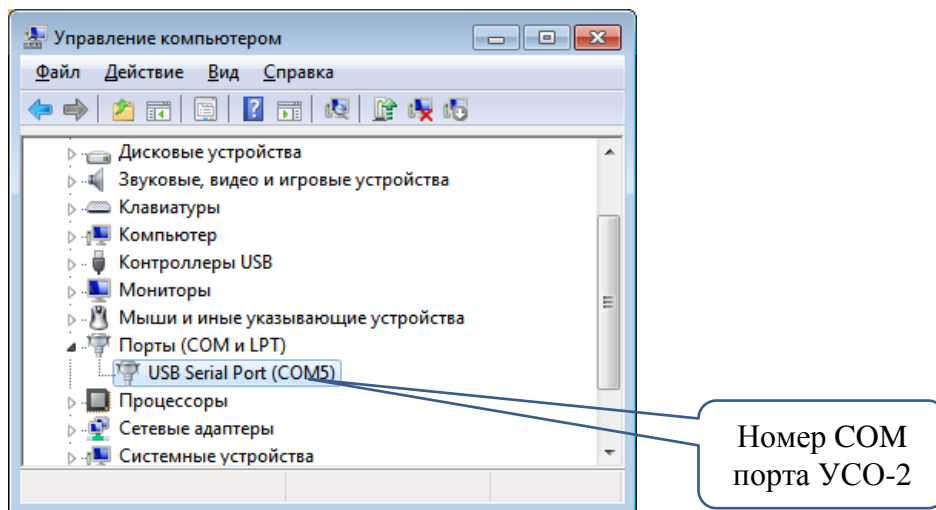 Управление компьютером
Файл Действие Вид Справка
Дисковые устройства
Звуковые, видео и игровые устройства
Клавиатуры
Компьютер
Контроллеры USB
Мониторы
Мыши и иные указывающие устройства
Порты (COM и LPT)
USB Serial Port (COM5)
Процессоры
Сетевые адаптеры
Системные устройства
Номер COM
порта УСО-2